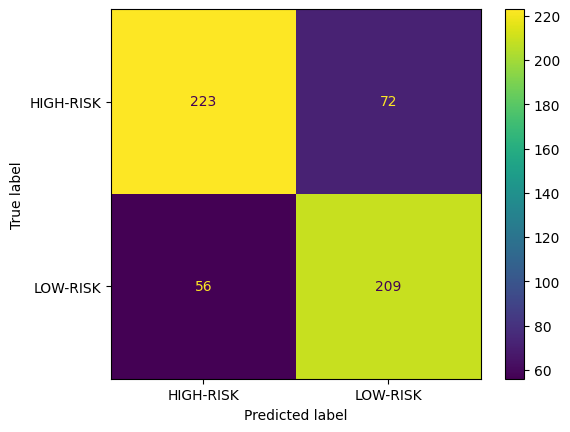 HIGH-RISK
LOW-RISK
True label
223
72
56
209
HIGH-RISK
LOW-RISK
Predicted label
220
200
180
160
140
120
100
80
60